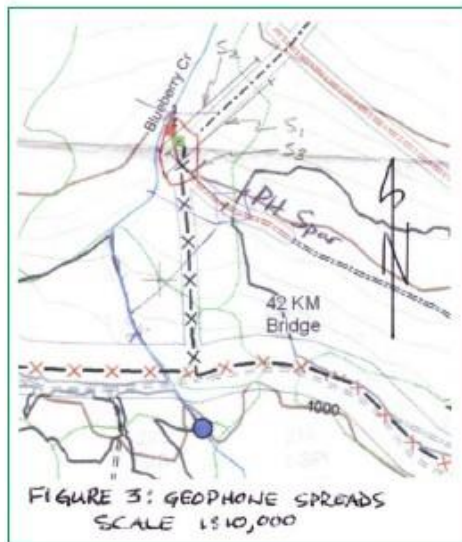 Blueberry Cr
S2
S1
S3
PH Spur
N
42 KM
Bridge
1000
FIGURE 3: GEOPHONE SPREADS
SCALE 1:10,000